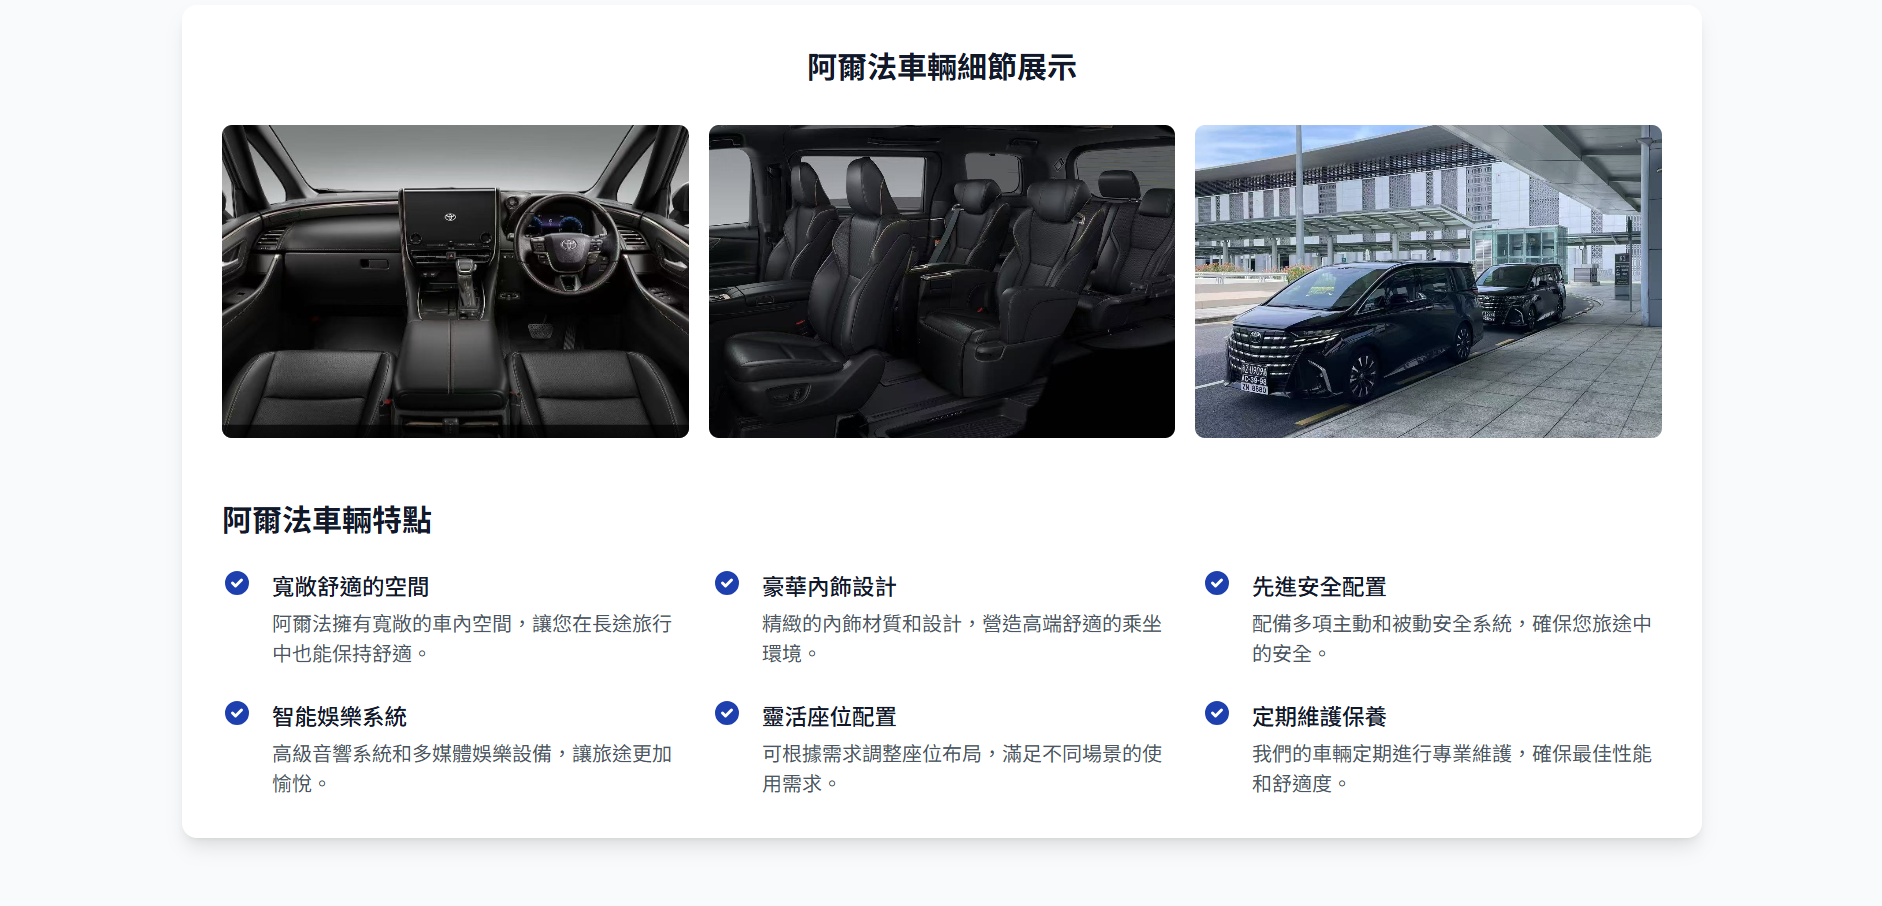 阿爾法車輛細節展示
阿爾法車輛特點
寬敞舒適的空間
阿爾法擁有寬敞的車內空間，讓您在長途旅行
中也能保持舒適。
豪華內飾設計
精緻的內飾材質和設計，營造高端舒適的乘坐
環境。
先進安全配置
配備多項主動和被動安全系統，確保您旅途中
的安全。
智能娛樂系統
高級音響系統和多媒體娛樂設備，讓旅途更加
愉悅。
靈活座位配置
可根據需求調整座位布局，滿足不同場景的使
用需求。
定期維護保養
我們的車輛定期進行專業維護，確保最佳性能
和舒適度。